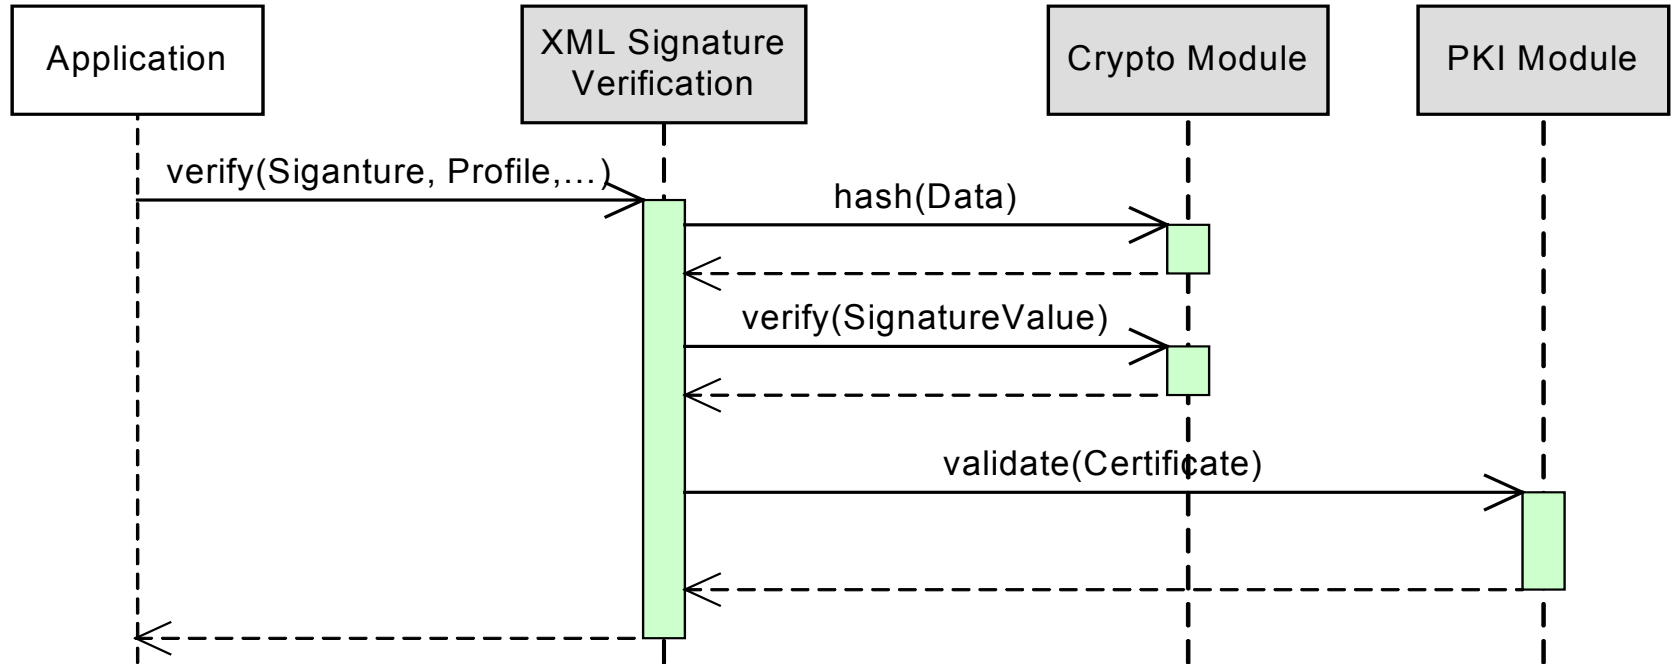 Application
XML Signature
Verification
Crypto Module
PKI Module
verify(Siganture, Profile,...)
hash(Data)
verify(SignatureValue)
validate(Certificate)